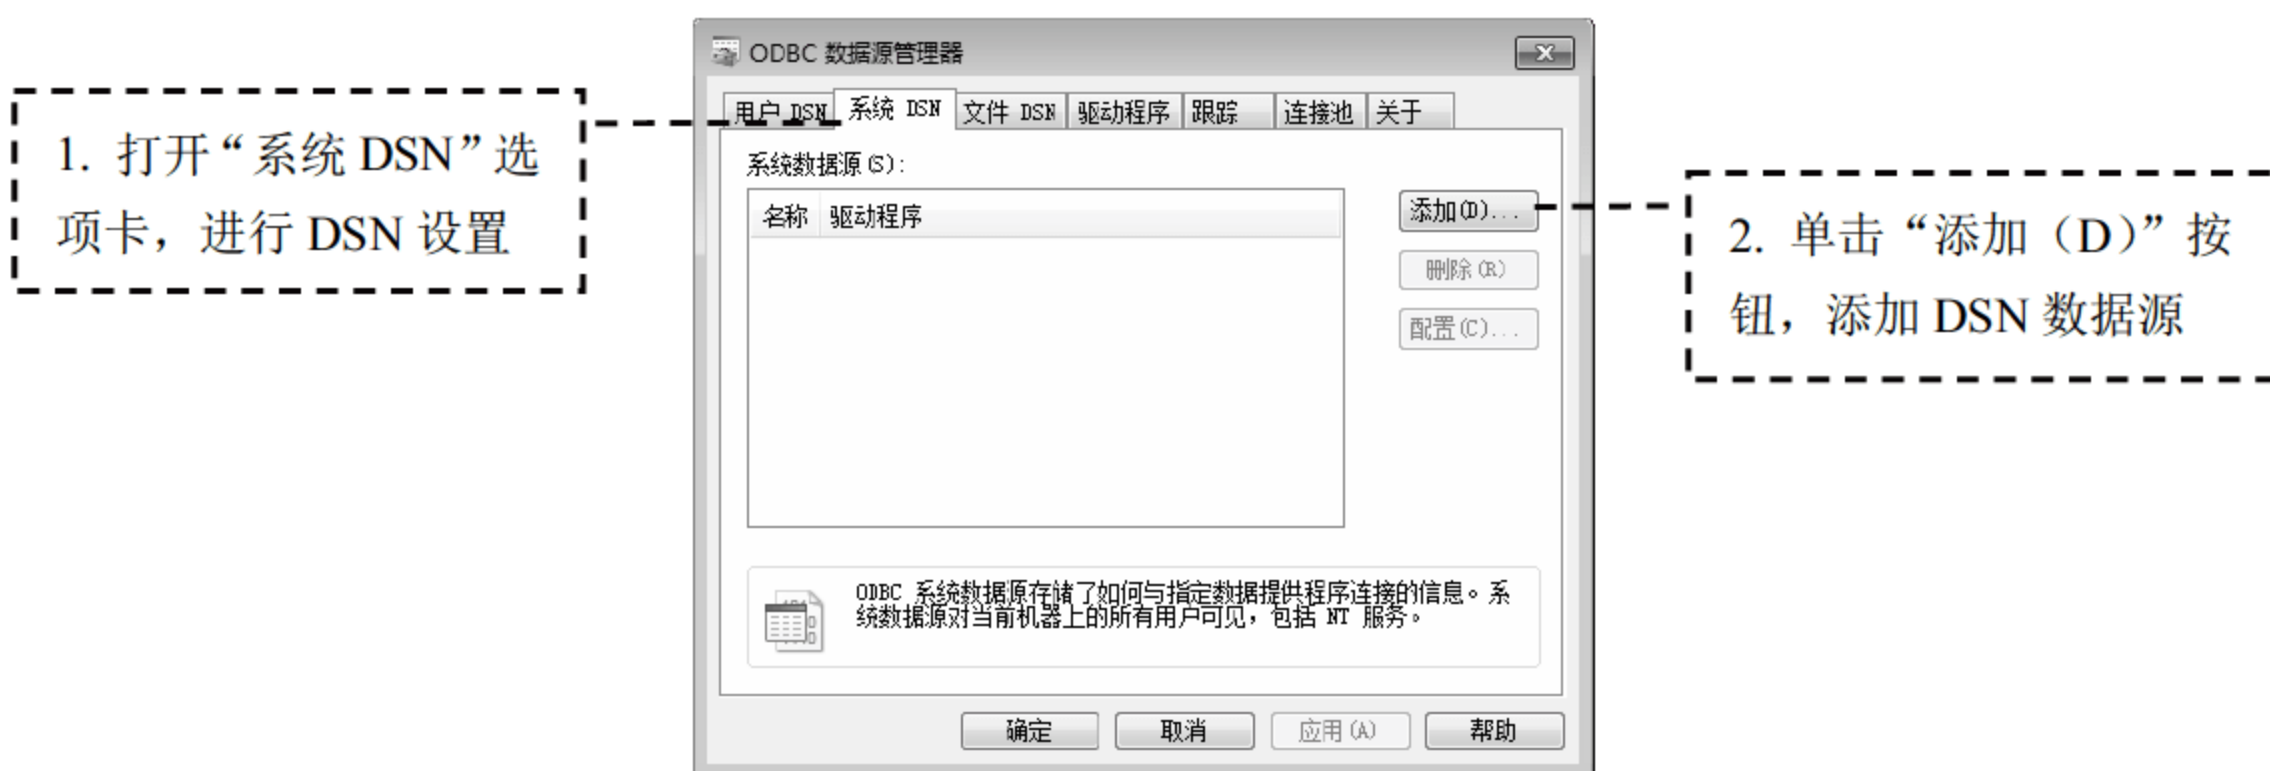 ODBC 数据源管理器
用户 DSN 系统 DSN 文件 DSN 驱动程序 跟踪 连接池 关于
1. 打开“系统 DSN”选
项卡，进行 DSN 设置
系统数据源(S):
名称 驱动程序
添加(D)...
删除(R)
配置(C)...
2. 单击“添加（D）”按
钮，添加 DSN 数据源
ODBC 系统数据源存储了如何与指定数据提供程序连接的信息。系
统数据源对当前机器上的所有用户可见，包括 NT 服务。
确定 取消 应用(A) 帮助